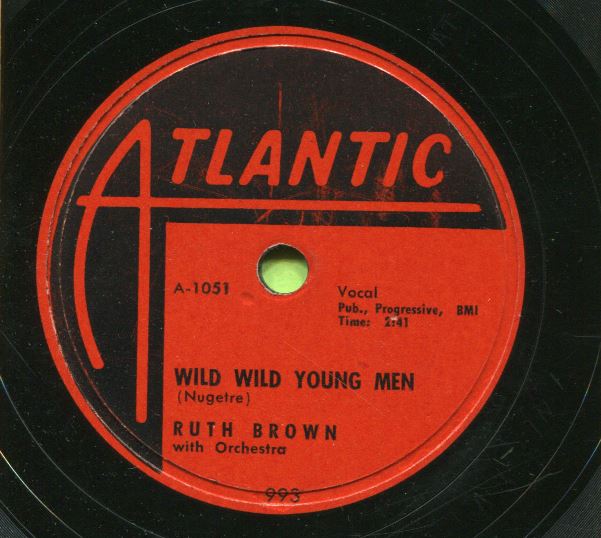 ATLANTIC
A-1051
Vocal
Pub., Progressive, BMI
Time: 2:41
WILD WILD YOUNG MEN
(Nugetre)
RUTH BROWN
with Orchestra
993